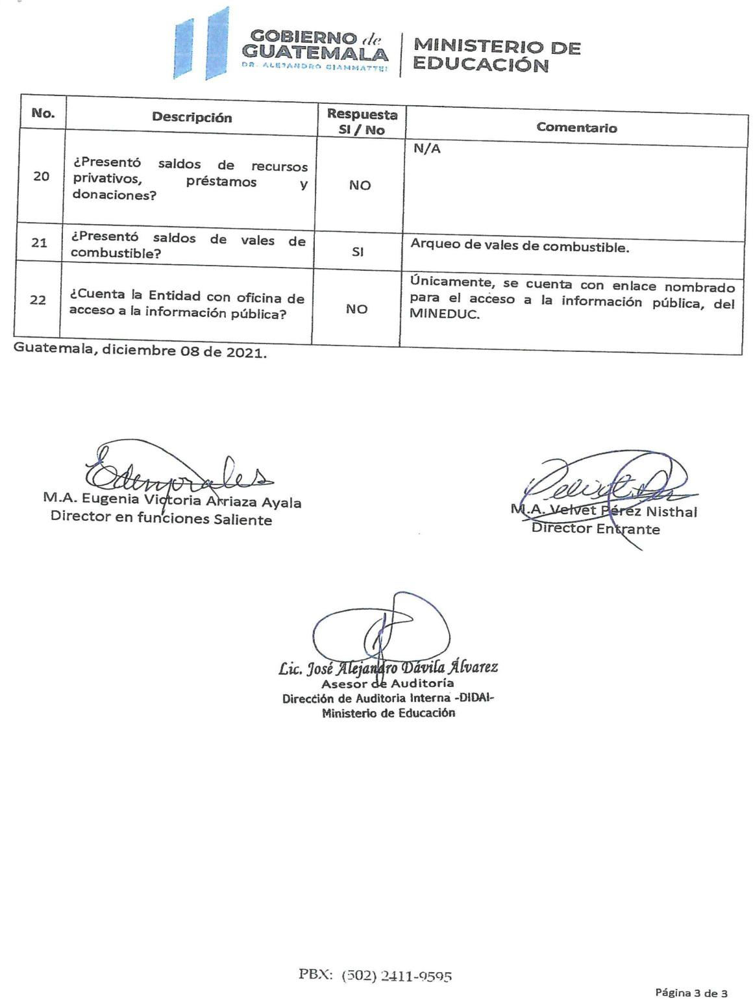 GOBIERNO de
GUATEMALA
DR. ALEJANDRO GIAMMATTEI
MINISTERIO DE
EDUCACIÓN
No.
Descripción
Respuesta
SI / No
Comentario
20
¿Presentó saldos de recursos
privativos, préstamos y
donaciones?
NO
N/A
21
¿Presentó saldos de vales de
combustible?
SI
Arqueo de vales de combustible.
22
¿Cuenta la Entidad con oficina de
acceso a la información pública?
NO
Únicamente, se cuenta con enlace nombrado
para el acceso a la información pública, del
MINEDUC.
Guatemala, diciembre 08 de 2021.
M.A. Eugenia Victoria Arriaza Ayala
Director en funciones Saliente
M.A. Velvet Pérez Nisthal
Director Entrante
Lic. José Alejandro Dávila Álvarez
Asesor de Auditoría
Dirección de Auditoria Interna -DIDAI-
Ministerio de Educación
PBX: (502) 2411-9595
Página 3 de 3